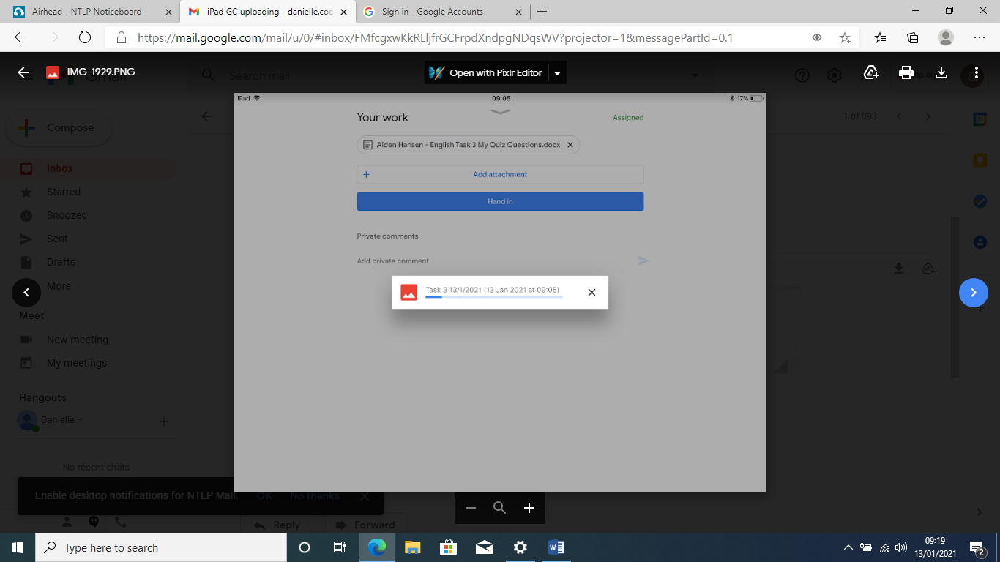 Airhead - NTLP Noticeboard
iPad GC uploading - danielle.coo
Sign in - Google Accounts
https://mail.google.com/mail/u/0/#inbox/FMfcgxwKkRLljfrGCFrpdXndpgNDqsWV?projector=1&messagePartId=0.1
IMG-1929.PNG
Search mail
Open with Pixlr Editor
iPad
09:05
17%
Compose
Your work
Assigned
1 of 893
Aiden Hansen - English Task 3 My Quiz Questions.docx
Inbox
Add attachment
Starred
Hand in
Snoozed
Private comments
Sent
Add private comment
Drafts
More
Task 3 13/1/2021 (13 Jan 2021 at 09:05)
Meet
New meeting
My meetings
Hangouts
Danielle
No recent chats
Enable desktop notifications for NTLP Mail.
OK
No thanks
Reply
Forward
Type here to search
09:19
13/01/2021
2